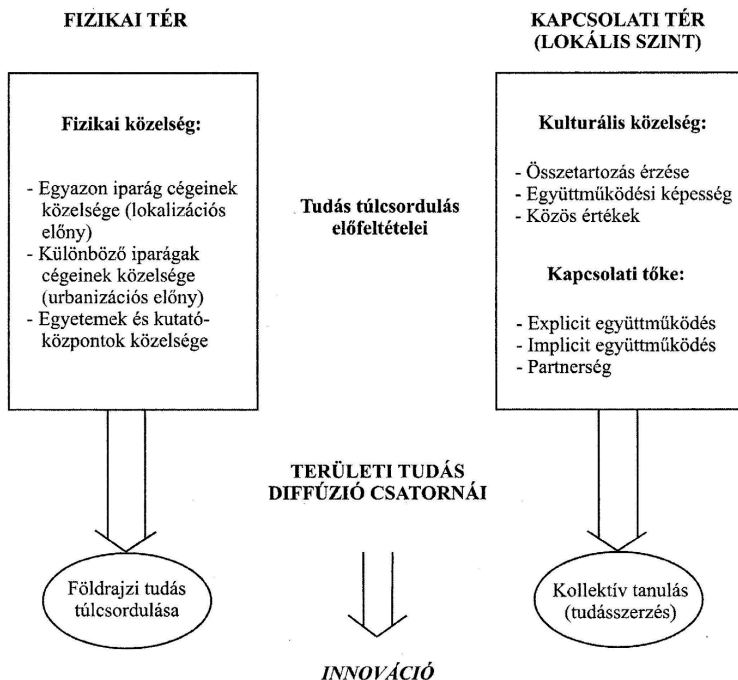 FIZIKAI TÉR
Fizikai közelség:
- Egyazon iparág cégeinek
közelsége (lokalizációs
előny)
- Különböző iparágak
cégeinek közelsége
(urbanizációs előny)
- Egyetemek és kutató-
központok közelsége
Földrajzi tudás
túlcsordulása
Tudás túlcsordulás
előfeltételei
TERÜLETI TUDÁS
DIFFÚZIÓ CSATORNÁI
INNOVÁCIÓ
KAPCSOLATI TÉR
(LOKÁLIS SZINT)
Kulturális közelség:
- Összetartozás érzése
- Együttműködési képesség
- Közös értékek
Kapcsolati tőke:
- Explicit együttműködés
- Implicit együttműködés
- Partnerség
Kollektív tanulás
(tudásszerzés)